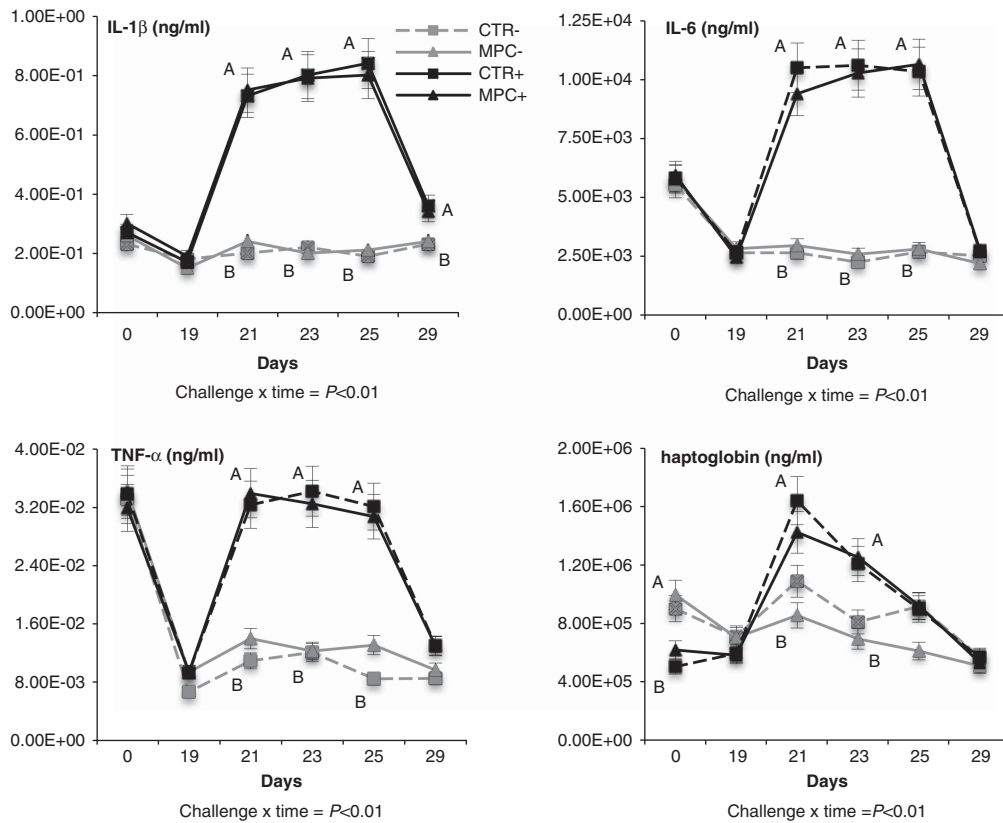 IL-1β (ng/ml)
1.00E+00
8.00E-01
6.00E-01
4.00E-01
2.00E-01
0.00E+00
CTR-
MPC-
CTR+
MPC+
A
A
A
A
B
B
B
B
0 19 21 23 25 29
Days
Challenge x time = P<0.01
IL-6 (ng/ml)
1.25E+04
1.00E+04
7.50E+03
5.00E+03
2.50E+03
0.00E+00
A
A
A
B
B
B
0 19 21 23 25 29
Days
Challenge x time = P<0.01
TNF-α (ng/ml)
4.00E-02
3.20E-02
2.40E-02
1.60E-02
8.00E-03
0.00E+00
A
A
A
B
B
B
0 19 21 23 25 29
Days
Challenge x time = P<0.01
haptoglobin (ng/ml)
2.00E+06
1.60E+06
1.20E+06
8.00E+05
4.00E+05
0.00E+00
A
A
A
B
B
B
0 19 21 23 25 29
Days
Challenge x time =P<0.01